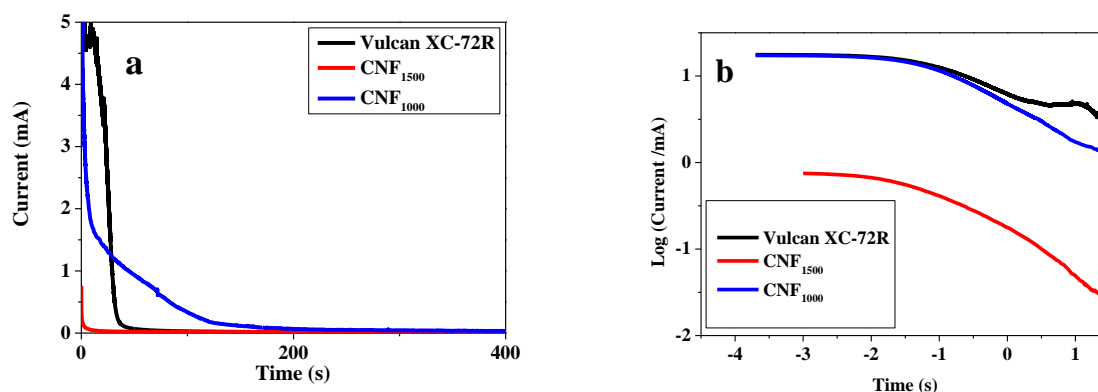 a
5
4
3
2
1
0
Current (mA)
Vulcan XC-72R
CNF1500
CNF1000
0 200 400
Time (s)
b
1
0
-1
-2
Log (Current /mA)
Vulcan XC-72R
CNF1500
CNF1000
-4 -3 -2 -1 0 1
Time (s)